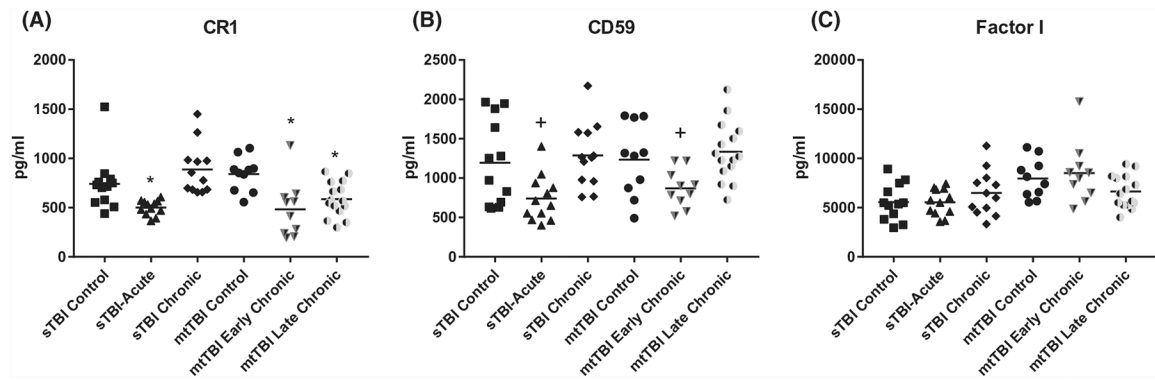 (A)
CR1
pg/ml
2000
1500
1000
500
0
*
*
*
sTBI Control
sTBI-Acute
sTBI Chronic
mtTBI Control
mtTBI Early Chronic
mtTBI Late Chronic
(B)
CD59
pg/ml
2500
2000
1500
1000
500
0
+
+
sTBI Control
sTBI-Acute
sTBI Chronic
mtTBI Control
mtTBI Early Chronic
mtTBI Late Chronic
(C)
Factor I
pg/ml
20000
15000
10000
5000
0
sTBI Control
sTBI-Acute
sTBI Chronic
mtTBI Control
mtTBI Early Chronic
mtTBI Late Chronic